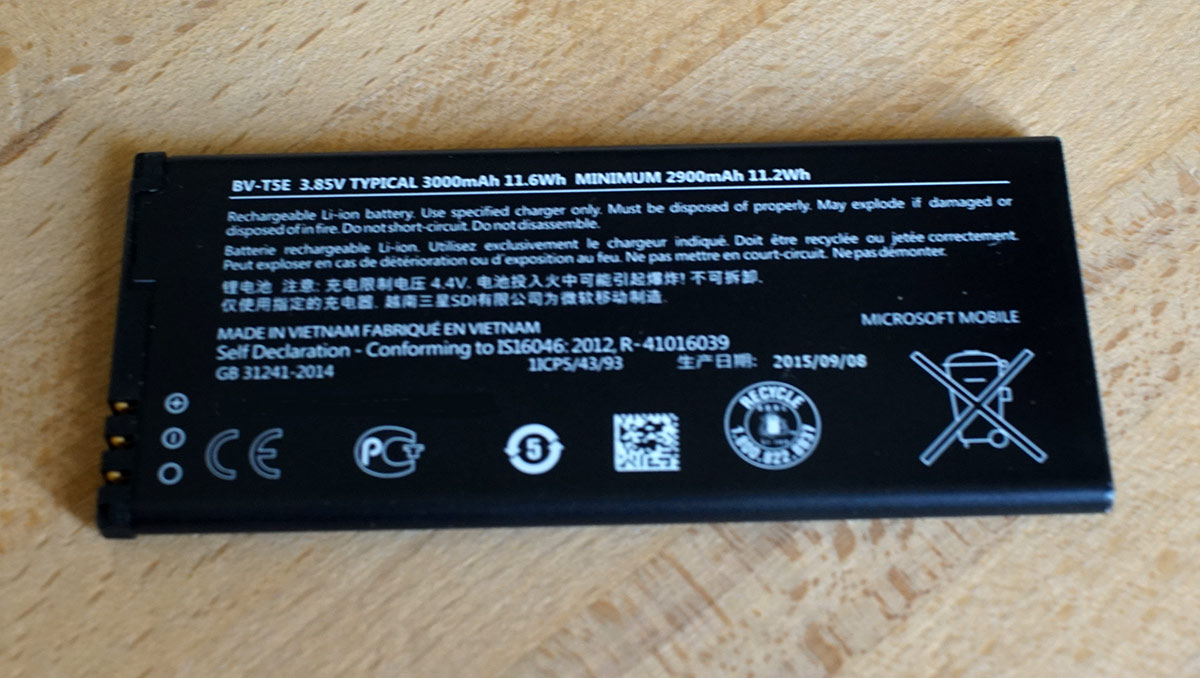 BV-T5E 3.85V TYPICAL 3000mAh 11.6Wh MINIMUM 2900mAh 11.2Wh
Rechargeable Li-ion battery. Use specified charger only. Must be disposed of properly. May explode if damaged or
disposed of in fire. Do not short-circuit. Do not disassemble.
Batterie rechargeable Li-ion. Utilisez exclusivement le chargeur indiqué. Doit être recyclée ou jetée correctement.
Peut exploser en cas de détérioration ou d'exposition au feu. Ne pas mettre en court-circuit. Ne pas démonter.
锂电池 注意: 充电限制电压 4.4V. 电池投入火中可能引起爆炸! 不可拆卸.
仅使用指定的充电器. 越南三星SDI有限公司为微软移动制造.
MADE IN VIETNAM FABRIQUÉ EN VIETNAM
MICROSOFT MOBILE
Self Declaration - Conforming to IS16046: 2012, R-41016039
GB 31241-2014
1ICP5/43/93
生产日期: 2015/09/08
CE
5
RECYCLE
1.800.822.8837